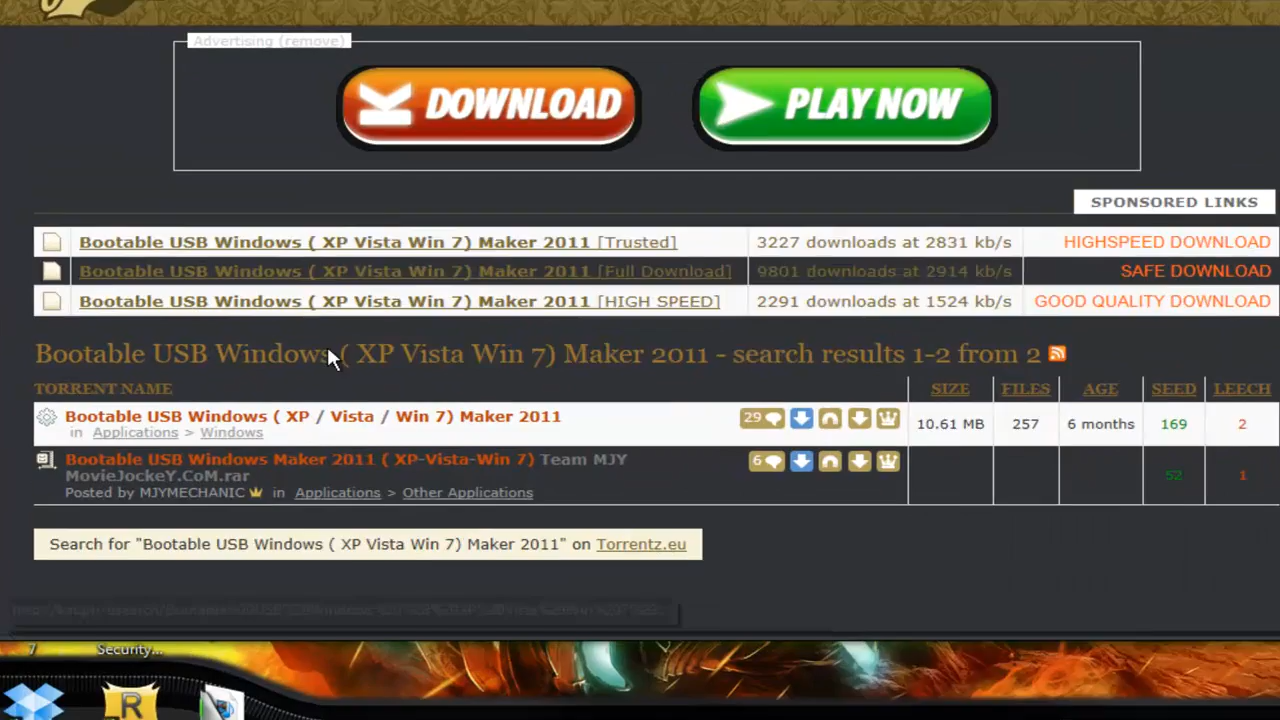 Advertising (remove)
DOWNLOAD
PLAY NOW
SPONSORED LINKS
Bootable USB Windows ( XP Vista Win 7) Maker 2011 [Trusted] 3227 downloads at 2831 kb/s HIGHSPEED DOWNLOAD
Bootable USB Windows ( XP Vista Win 7) Maker 2011 [Full Download] 9801 downloads at 2914 kb/s SAFE DOWNLOAD
Bootable USB Windows ( XP Vista Win 7) Maker 2011 [HIGH SPEED] 2291 downloads at 1524 kb/s GOOD QUALITY DOWNLOAD
Bootable USB Windows ( XP Vista Win 7) Maker 2011 - search results 1-2 from 2
TORRENT NAME SIZE FILES AGE SEED LEECH
Bootable USB Windows ( XP / Vista / Win 7) Maker 2011 29 10.61 MB 257 6 months 169 2
in Applications > Windows
Bootable USB Windows Maker 2011 ( XP-Vista-Win 7) Team MJY 6 52 1
MovieJockeY.CoM.rar
Posted by MJYMECHANIC in Applications > Other Applications
Search for "Bootable USB Windows ( XP Vista Win 7) Maker 2011" on Torrentz.eu
7 Security...
R